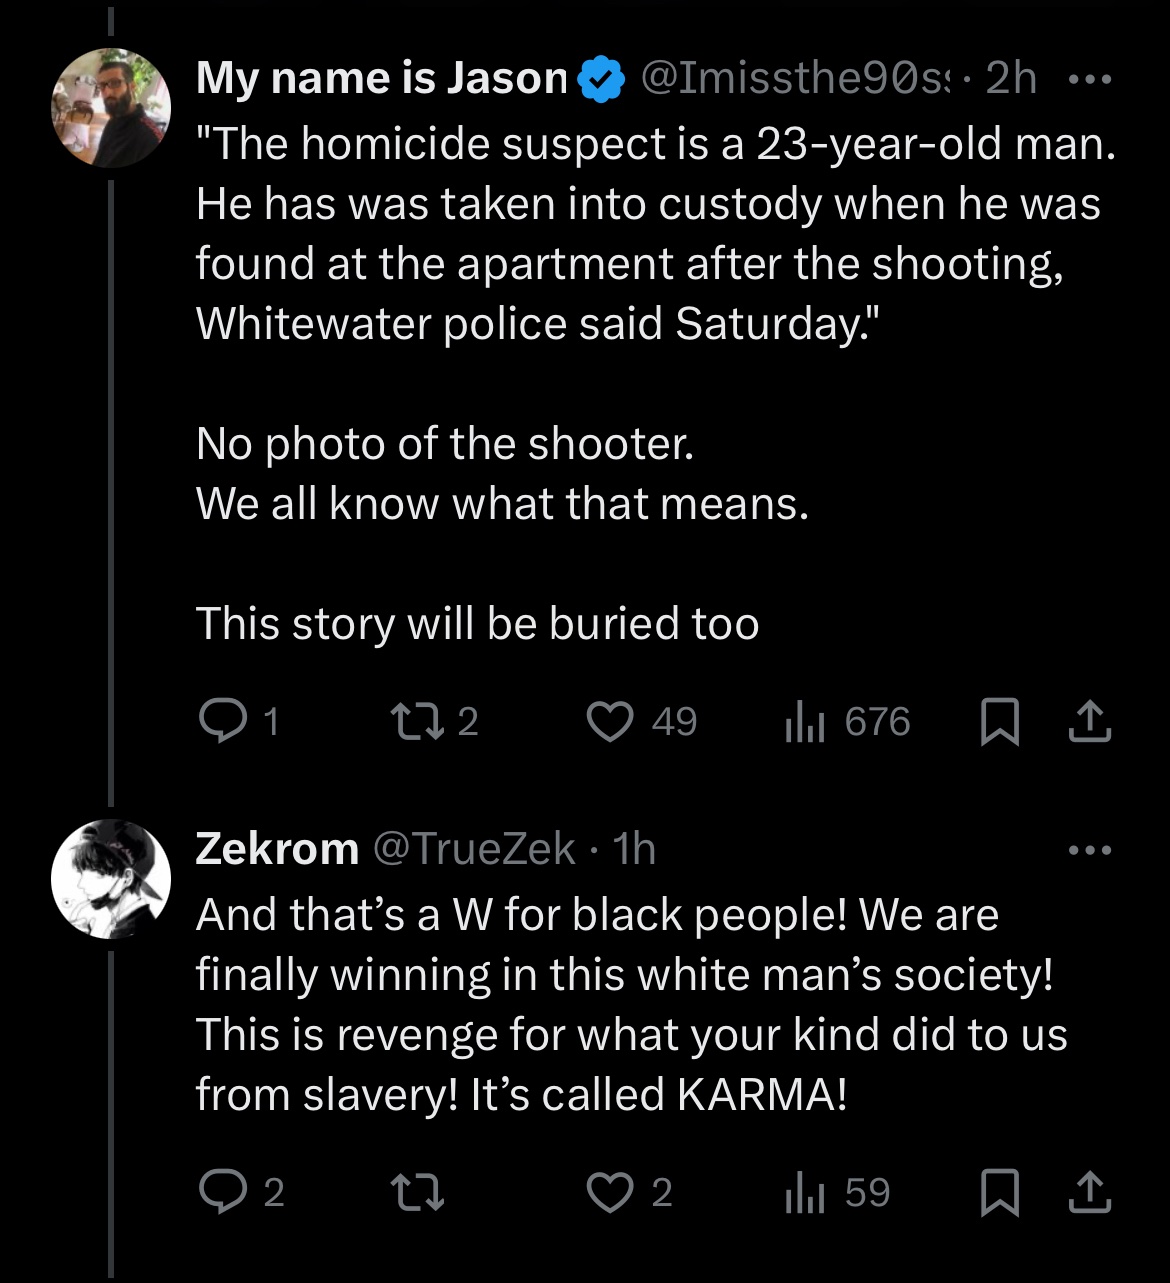 My name is Jason @Imissthe90s · 2h
"The homicide suspect is a 23-year-old man.
He has was taken into custody when he was
found at the apartment after the shooting,
Whitewater police said Saturday."
No photo of the shooter.
We all know what that means.
This story will be buried too
1 2 49 676
Zekrom @TrueZek · 1h
And that’s a W for black people! We are
finally winning in this white man’s society!
This is revenge for what your kind did to us
from slavery! It’s called KARMA!
2 2 59